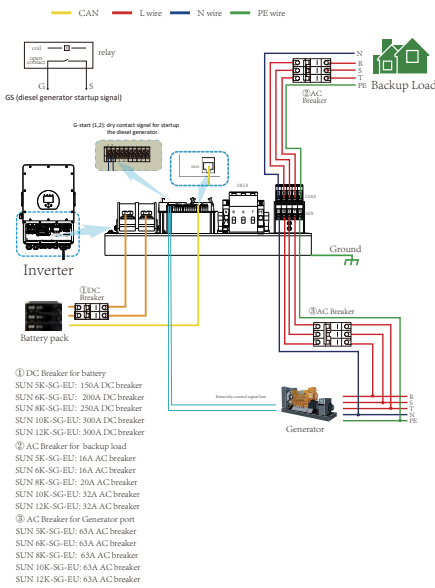 CAN L wire N wire PE wire
coil
relay
open
contact
G S
GS (diesel generator startup signal)
G-start (1,2): dry contact signal for startup
the diesel generator.
N
R
S
T
PE
Backup Load
②AC
Breaker
LOAD
GEN
Ground
Inverter
①DC
Breaker
Battery pack
③AC Breaker
Generator
R
S
T
N
PE
① DC Breaker for battery
SUN 5K-SG-EU: 150A DC breaker
SUN 6K-SG-EU: 200A DC breaker
SUN 8K-SG-EU: 250A DC breaker
SUN 10K-SG-EU: 300A DC breaker
SUN 12K-SG-EU: 300A DC breaker
② AC Breaker for backup load
SUN 5K-SG-EU: 16A AC breaker
SUN 6K-SG-EU: 16A AC breaker
SUN 8K-SG-EU: 20A AC breaker
SUN 10K-SG-EU: 32A AC breaker
SUN 12K-SG-EU: 32A AC breaker
③ AC Breaker for Generator port
SUN 5K-SG-EU: 63A AC breaker
SUN 6K-SG-EU: 63A AC breaker
SUN 8K-SG-EU: 63A AC breaker
SUN 10K-SG-EU: 63A AC breaker
SUN 12K-SG-EU: 63A AC breaker